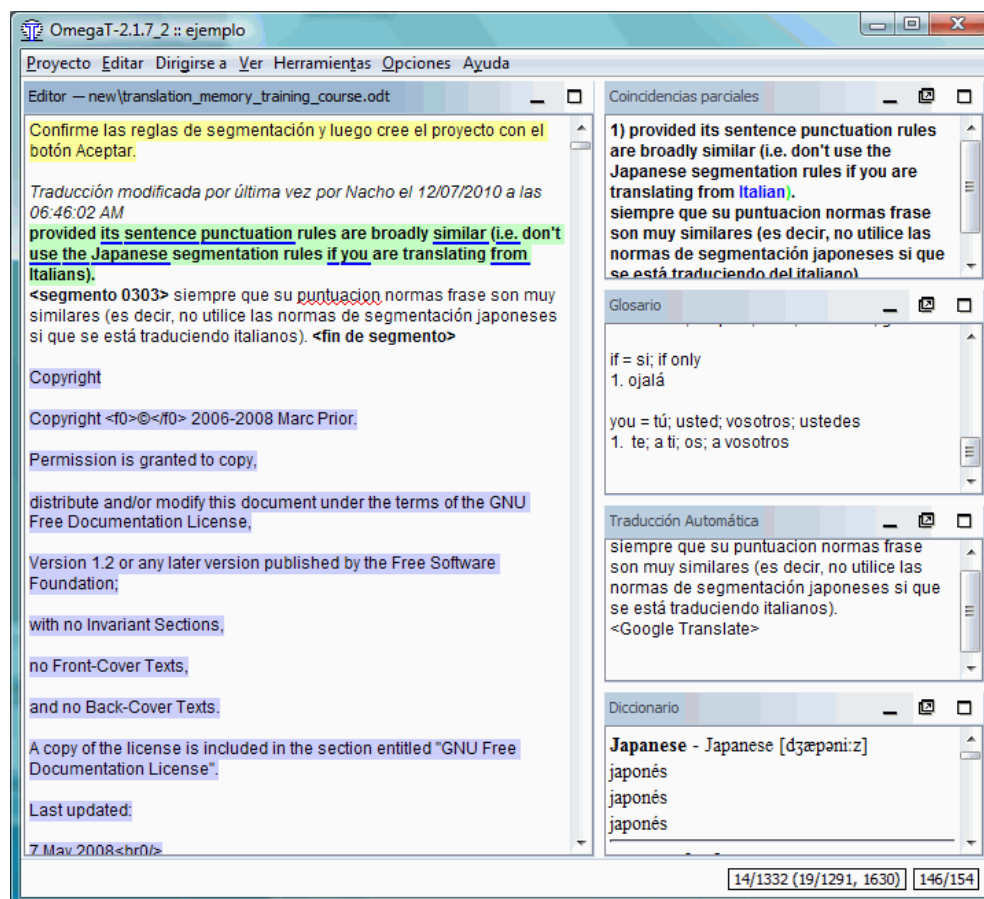 OmegaT-2.1.7_2 :: ejemplo
Proyecto Editar Dirigirse a Ver Herramientas Opciones Ayuda
Editor — new\translation_memory_training_course.odt
Confirme las reglas de segmentación y luego cree el proyecto con el
botón Aceptar.
Traducción modificada por última vez por Nacho el 12/07/2010 a las
06:46:02 AM
provided its sentence punctuation rules are broadly similar (i.e. don't
use the Japanese segmentation rules if you are translating from
Italians).
<segmento 0303> siempre que su puntuacion normas frase son muy
similares (es decir, no utilice las normas de segmentación japoneses
si que se está traduciendo italianos). <fin de segmento>
Copyright
Copyright <f0>©</f0> 2006-2008 Marc Prior.
Permission is granted to copy,
distribute and/or modify this document under the terms of the GNU
Free Documentation License,
Version 1.2 or any later version published by the Free Software
Foundation;
with no Invariant Sections,
no Front-Cover Texts,
and no Back-Cover Texts.
A copy of the license is included in the section entitled "GNU Free
Documentation License".
Last updated:
7 May 2008<br0/>
Coincidencias parciales
1) provided its sentence punctuation rules
are broadly similar (i.e. don't use the
Japanese segmentation rules if you are
translating from Italian).
siempre que su puntuacion normas frase
son muy similares (es decir, no utilice las
normas de segmentación japoneses si que
se está traduciendo del italiano)
Glosario
if = si; if only
1. ojalá
you = tú; usted; vosotros; ustedes
1. te; a ti; os; a vosotros
Traducción Automática
siempre que su puntuacion normas frase
son muy similares (es decir, no utilice las
normas de segmentación japoneses si que
se está traduciendo italianos).
<Google Translate>
Diccionario
Japanese - Japanese [dʒæpəni:z]
japonés
japonés
japonés
14/1332 (19/1291, 1630) 146/154